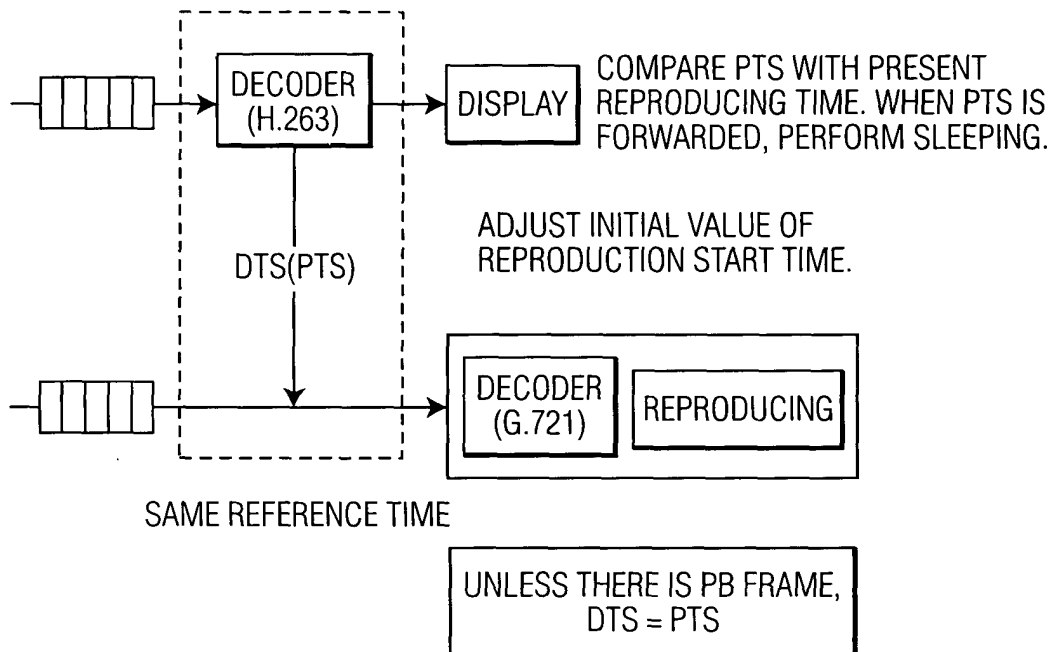 DECODER
(H.263)
DISPLAY
COMPARE PTS WITH PRESENT
REPRODUCING TIME. WHEN PTS IS
FORWARDED, PERFORM SLEEPING.
ADJUST INITIAL VALUE OF
REPRODUCTION START TIME.
DTS(PTS)
DECODER
(G.721)
REPRODUCING
SAME REFERENCE TIME
UNLESS THERE IS PB FRAME,
DTS = PTS